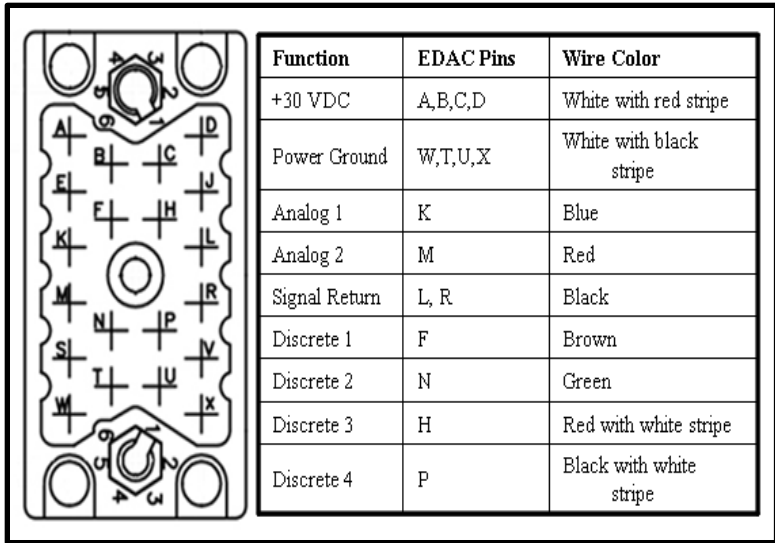 4 3
5 2
6 1
A D
B C
E J
F H
K L
M R
N P
S V
T U
W X
6 1
5 2
4 3
Function EDAC Pins Wire Color
+30 VDC A,B,C,D White with red stripe
Power Ground W,T,U,X White with black
stripe
Analog 1 K Blue
Analog 2 M Red
Signal Return L, R Black
Discrete 1 F Brown
Discrete 2 N Green
Discrete 3 H Red with white stripe
Discrete 4 P Black with white
stripe